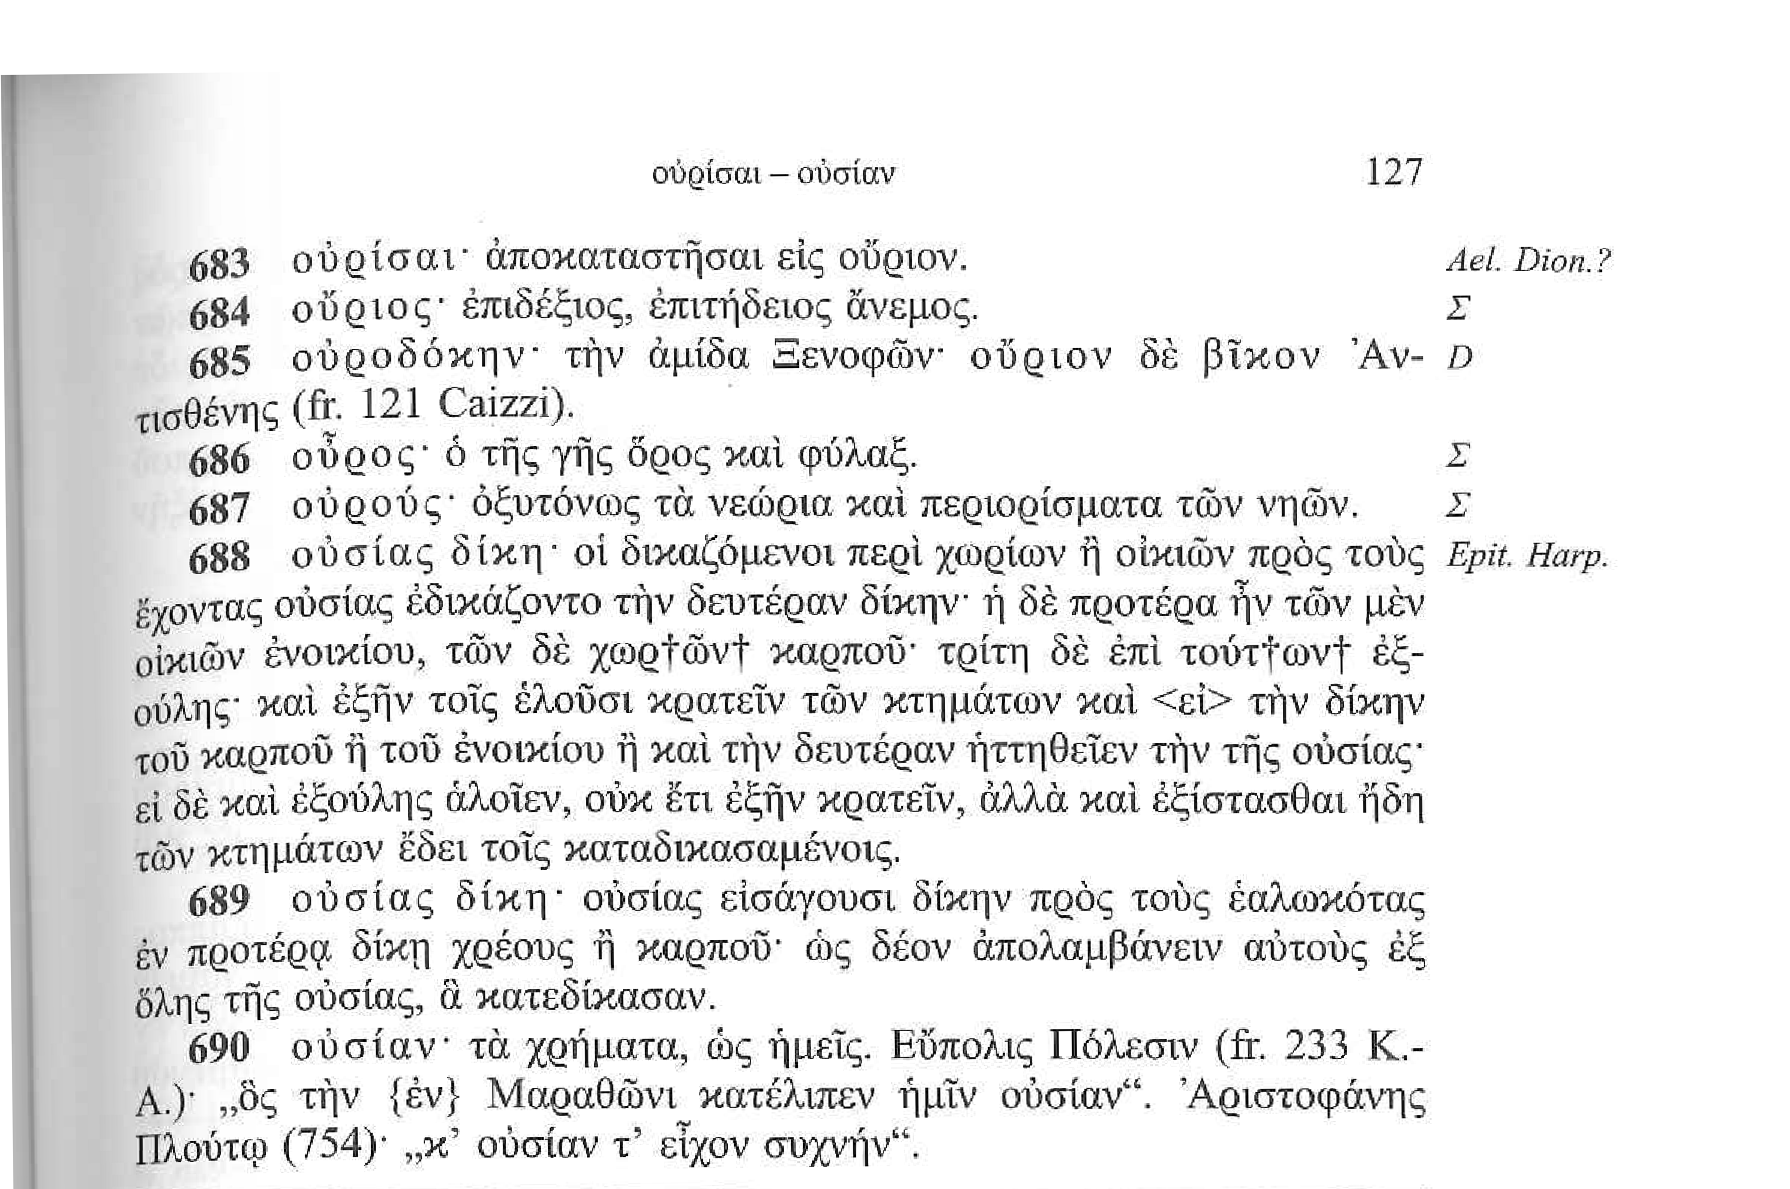 οὐρίσαι – οὐσίαν 127
683 οὐρίσαι· ἀποκαταστῆσαι εἰς οὔριον. Ael. Dion.?
684 οὔριος· ἐπιδέξιος, ἐπιτήδειος ἄνεμος. Σ
685 οὐροδόκην· τὴν ἁμίδα Ξενοφῶν· οὔριον δὲ βῖκον Ἀν- D
τισθένης (fr. 121 Caizzi).
686 οὖρος· ὁ τῆς γῆς ὅρος καὶ φύλαξ. Σ
687 οὐρούς· ὀξυτόνως τὰ νεώρια καὶ περιορίσματα τῶν νηῶν. Σ
688 οὐσίας δίκη· οἱ δικαζόμενοι περὶ χωρίων ἢ οἰκιῶν πρὸς τοὺς Epit. Harp.
ἔχοντας οὐσίας ἐδικάζοντο τὴν δευτέραν δίκην· ἡ δὲ προτέρα ἦν τῶν μὲν
οἰκιῶν ἐνοικίου, τῶν δὲ χωρ†ῶν† καρποῦ· τρίτη δὲ ἐπὶ τούτ†ων† ἐξ-
ούλης· καὶ ἐξῆν τοῖς ἑλοῦσι κρατεῖν τῶν κτημάτων καὶ <εἰ> τὴν δίκην
τοῦ καρποῦ ἢ τοῦ ἐνοικίου ἢ καὶ τὴν δευτέραν ἡττηθεῖεν τὴν τῆς οὐσίας·
εἰ δὲ καὶ ἐξούλης ἁλοῖεν, οὐκ ἔτι ἐξῆν κρατεῖν, ἀλλὰ καὶ ἐξίστασθαι ἤδη
τῶν κτημάτων ἔδει τοῖς καταδικασαμένοις.
689 οὐσίας δίκη· οὐσίας εἰσάγουσι δίκην πρὸς τοὺς ἑαλωκότας
ἐν προτέρᾳ δίκῃ χρέους ἢ καρποῦ· ὡς δέον ἀπολαμβάνειν αὐτοὺς ἐξ
ὅλης τῆς οὐσίας, ἃ κατεδίκασαν.
690 οὐσίαν· τὰ χρήματα, ὡς ἡμεῖς. Εὔπολις Πόλεσιν (fr. 233 K.-
A.)· „ὃς τὴν {ἐν} Μαραθῶνι κατέλιπεν ἡμῖν οὐσίαν“. Ἀριστοφάνης
Πλούτῳ (754)· „κ’ οὐσίαν τ’ εἶχον συχνήν“.